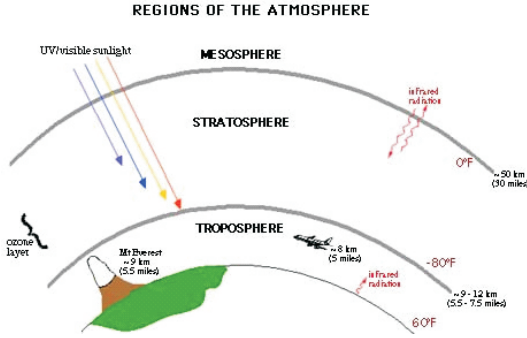 REGIONS OF THE ATMOSPHERE
UV/visible sunlight
MESOSPHERE
infrared
radiation
STRATOSPHERE
0°F
~50 km
(30 miles)
ozone
layer
TROPOSPHERE
Mt Everest
~9 km
(5.5 miles)
~8 km
(5 miles)
-80°F
infrared
radiation
~9 - 12 km
(5.5 - 7.5 miles)
60°F